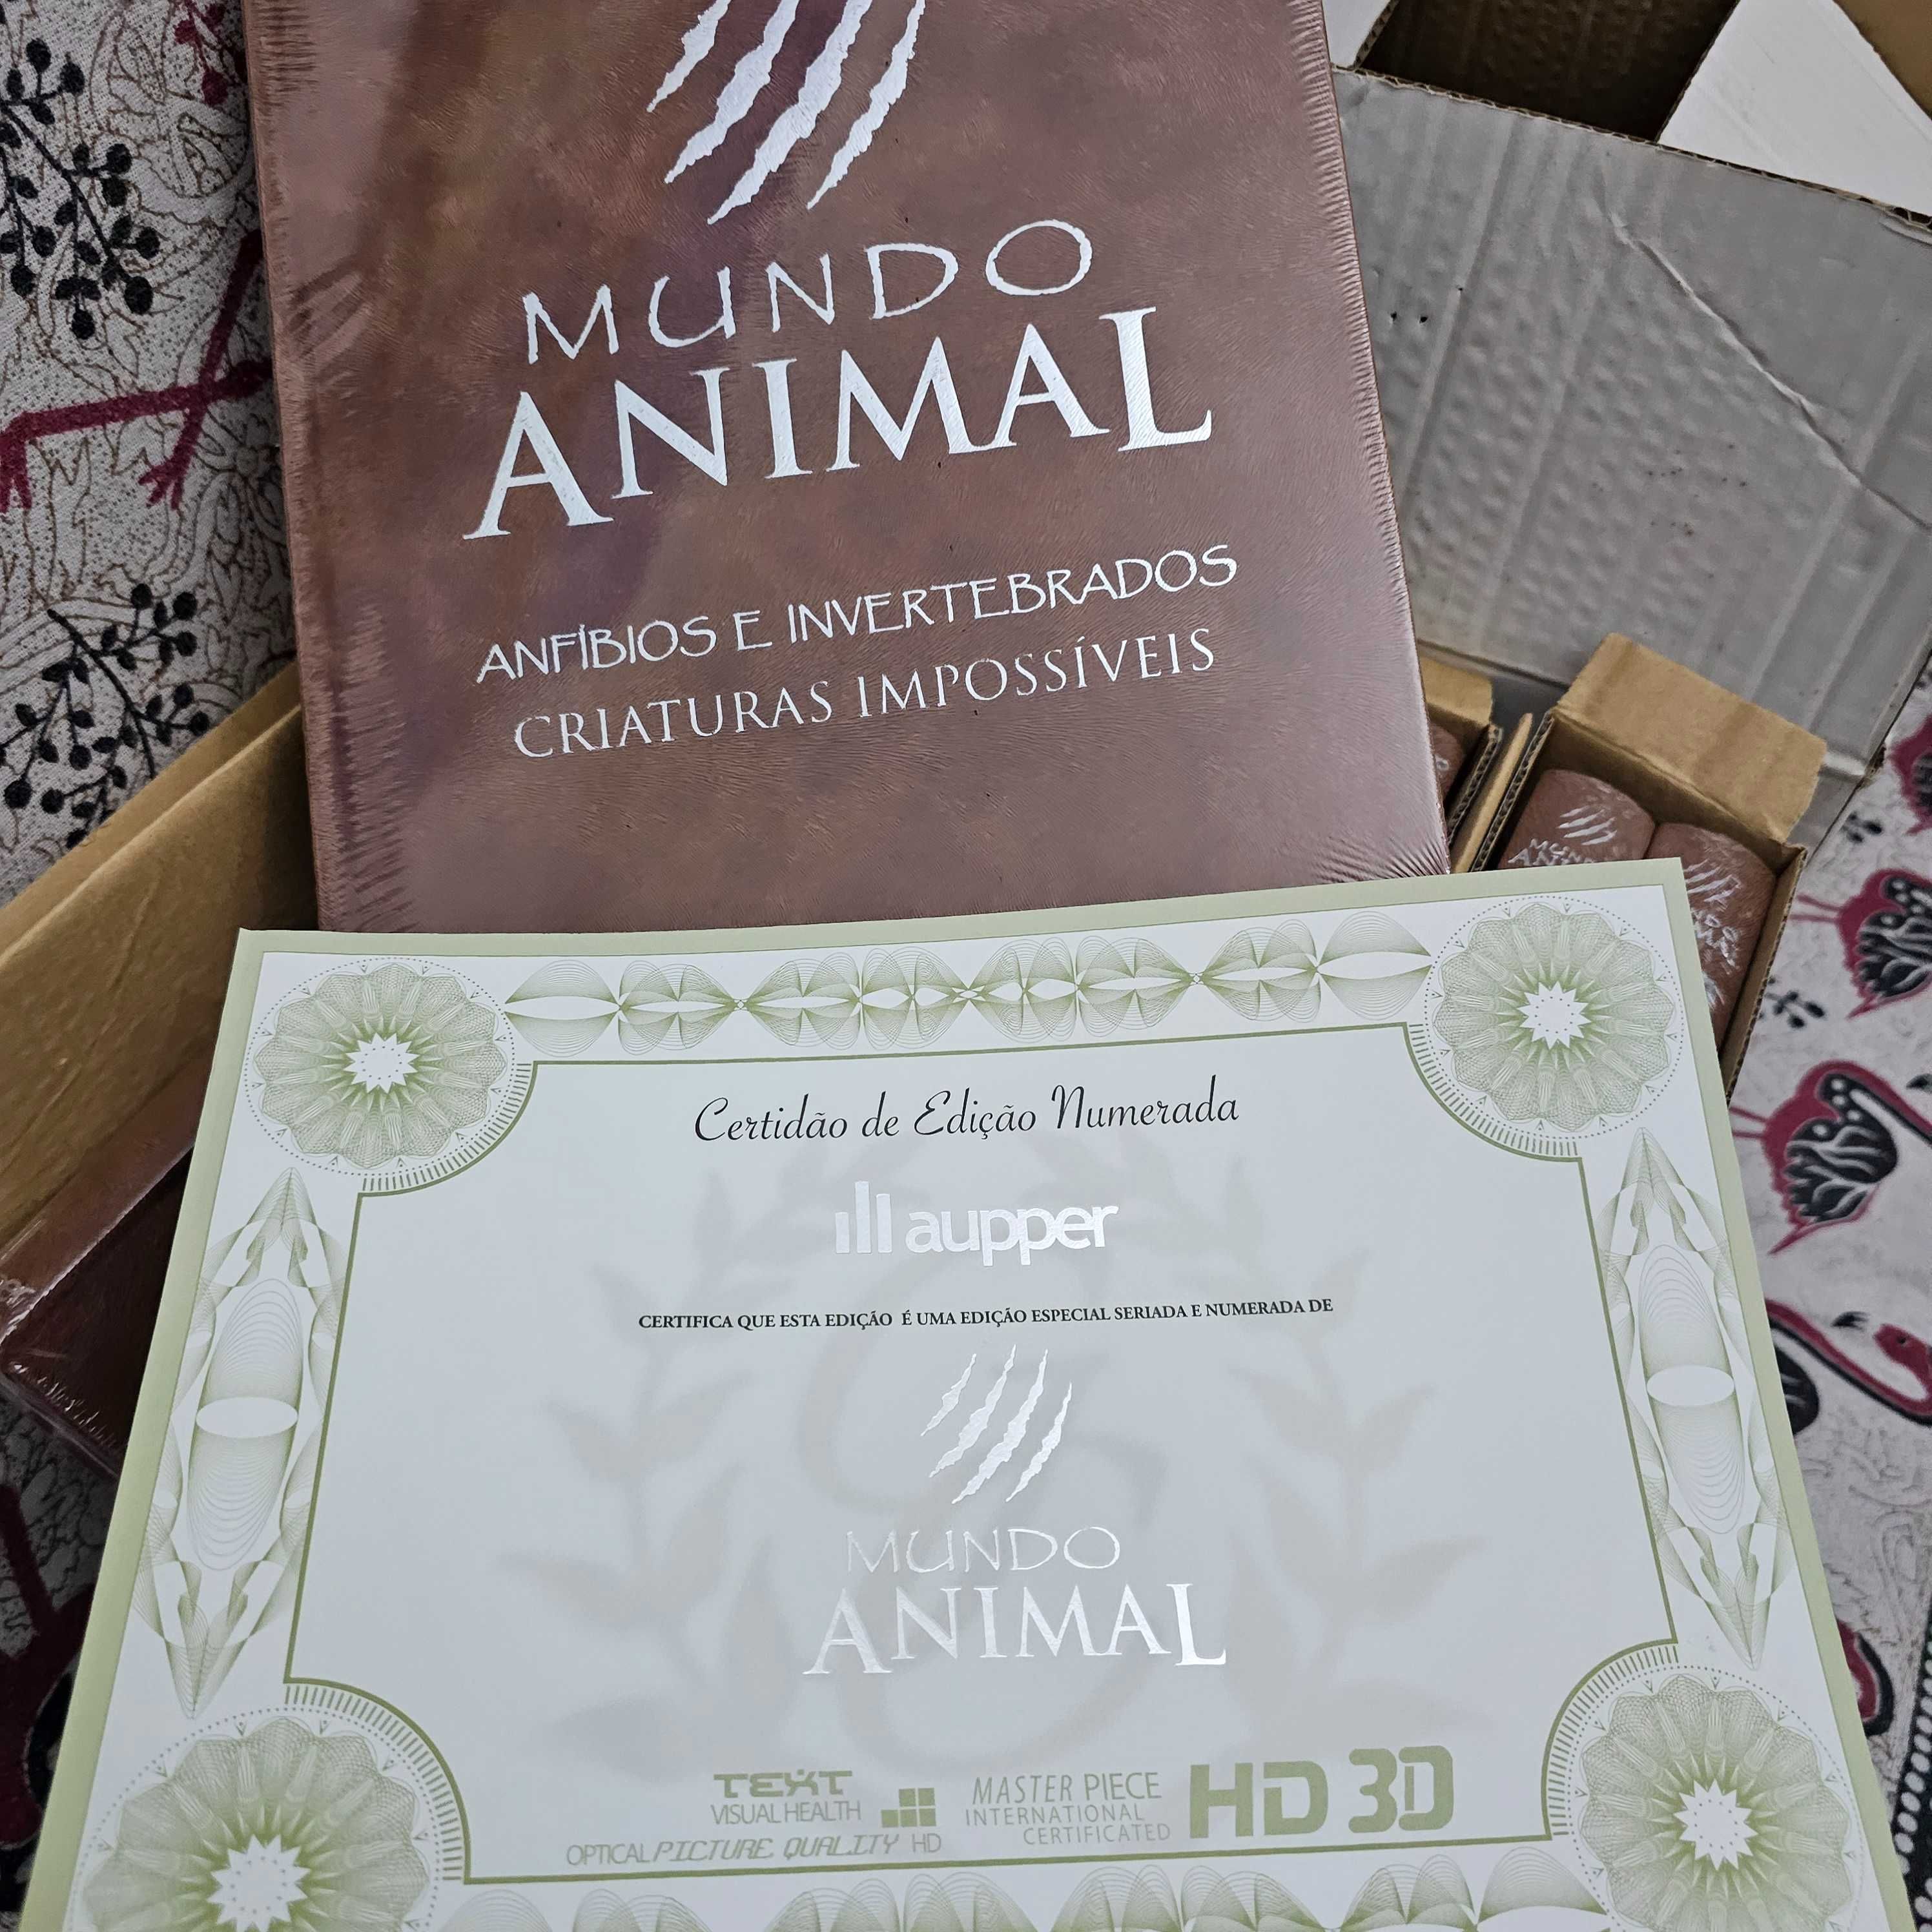 MUNDO
ANIMAL
ANFÍBIOS E INVERTEBRADOS
CRIATURAS IMPOSSÍVEIS
MUNDO
Certidão de Edição Numerada
aupper
CERTIFICA QUE ESTA EDIÇÃO É UMA EDIÇÃO ESPECIAL SERIADA E NUMERADA DE
MUNDO
ANIMAL
TEXT
VISUAL HEALTH
OPTICAL PICTURE QUALITY HD
MASTER PIECE
INTERNATIONAL
CERTIFICATED
HD 3D